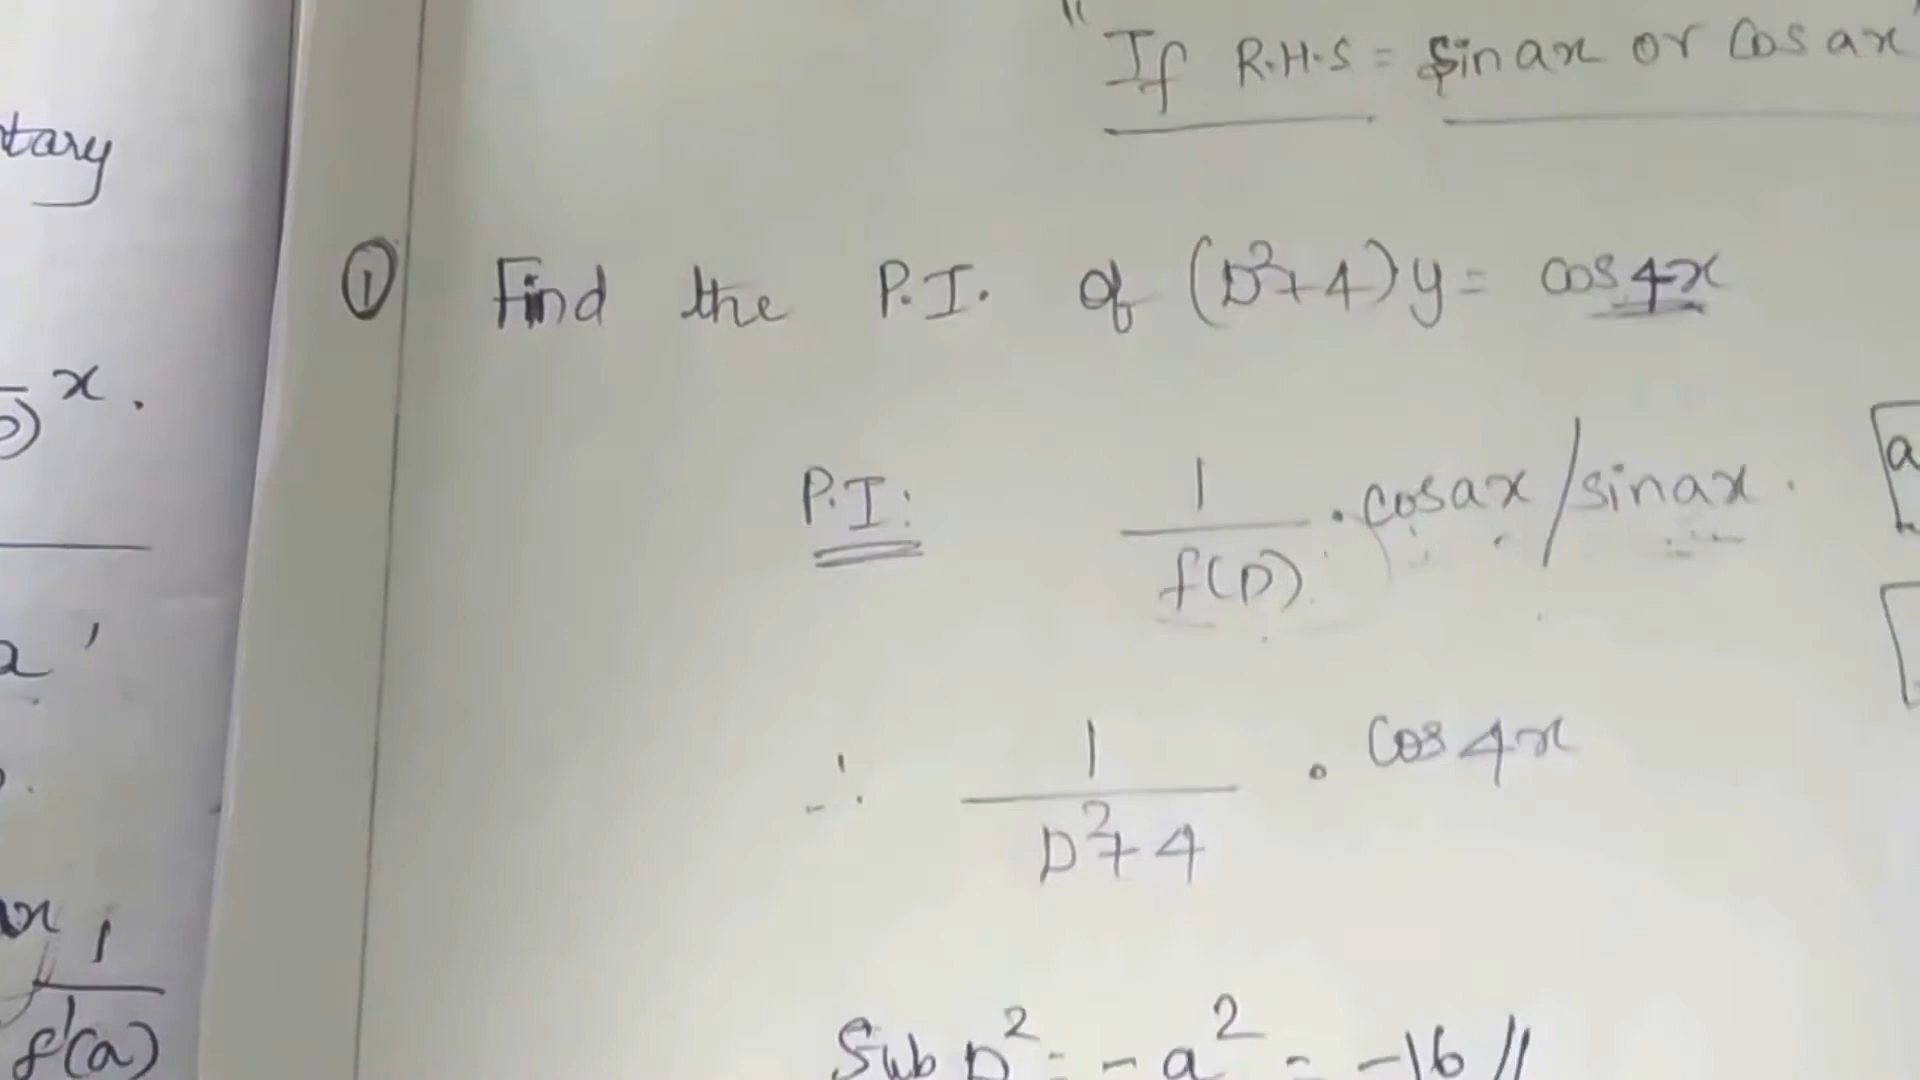 tary
x.
a'
x 1
f'(a)
"If R.H.S = sin ax or cos ax"
① Find the P.I. of (D²+4)y = cos 4x
P.I: 1/f(D) . cos ax / sin ax.
∴ 1/D²+4 . cos 4x
Sub D² = -a² = -16 //